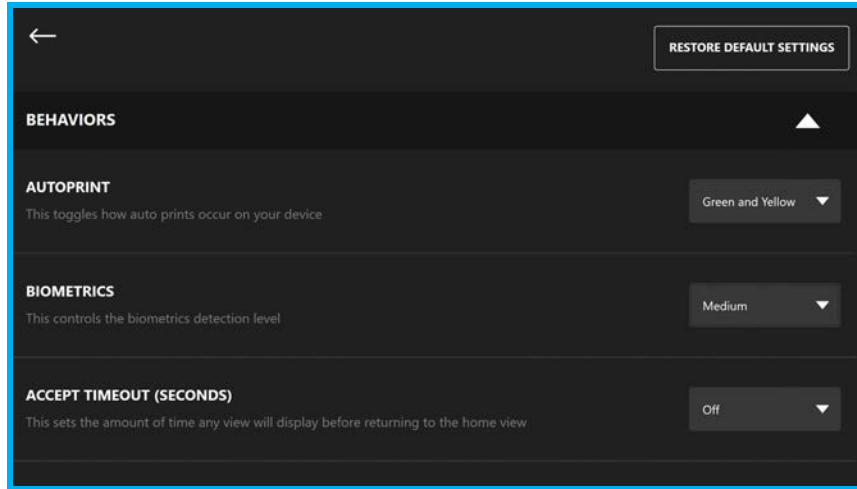 RESTORE DEFAULT SETTINGS
BEHAVIORS
AUTOPRINT
This toggles how auto prints occur on your device
Green and Yellow
BIOMETRICS
This controls the biometrics detection level
Medium
ACCEPT TIMEOUT (SECONDS)
This sets the amount of time any view will display before returning to the home view
Off